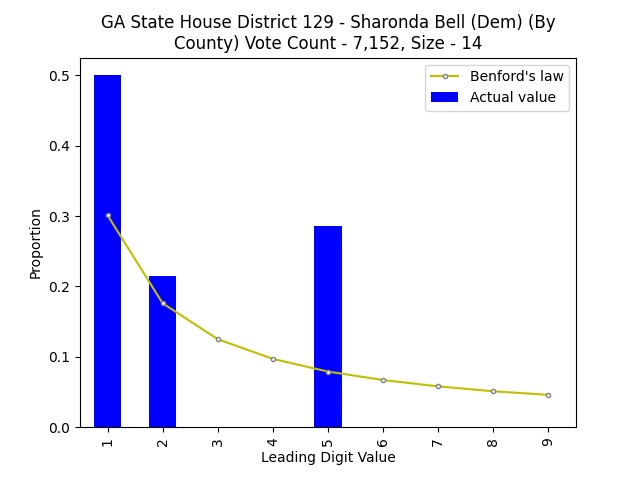 GA State House District 129 - Sharonda Bell (Dem) (By
County) Vote Count - 7,152, Size - 14
Benford's law
Actual value
0.5
0.4
0.3
0.2
0.1
0.0
Proportion
1 2 3 4 5 6 7 8 9
Leading Digit Value